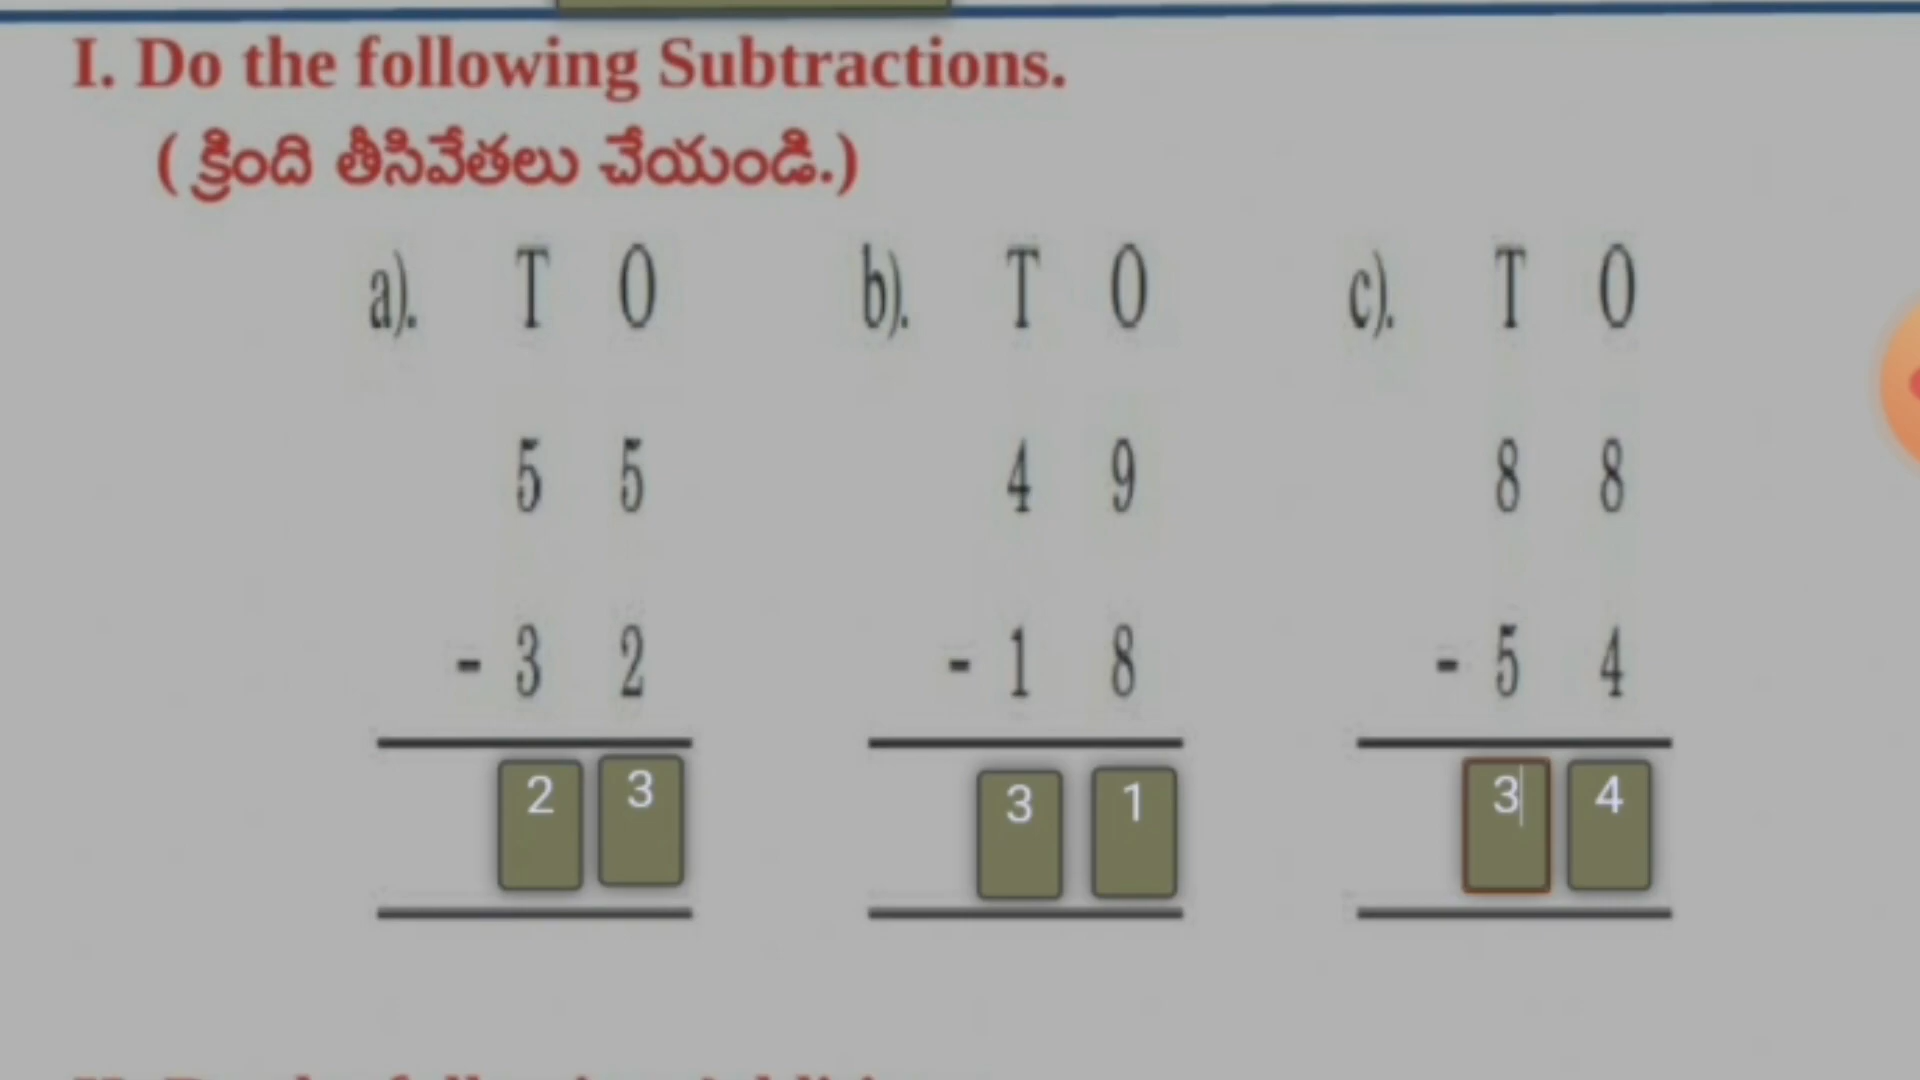 I. Do the following Subtractions.
( క్రింది తీసివేతలు చేయండి.)
a). T O b). T O c). T O
5 5 4 9 8 8
- 3 2 - 1 8 - 5 4
2 3 3 1 3 4